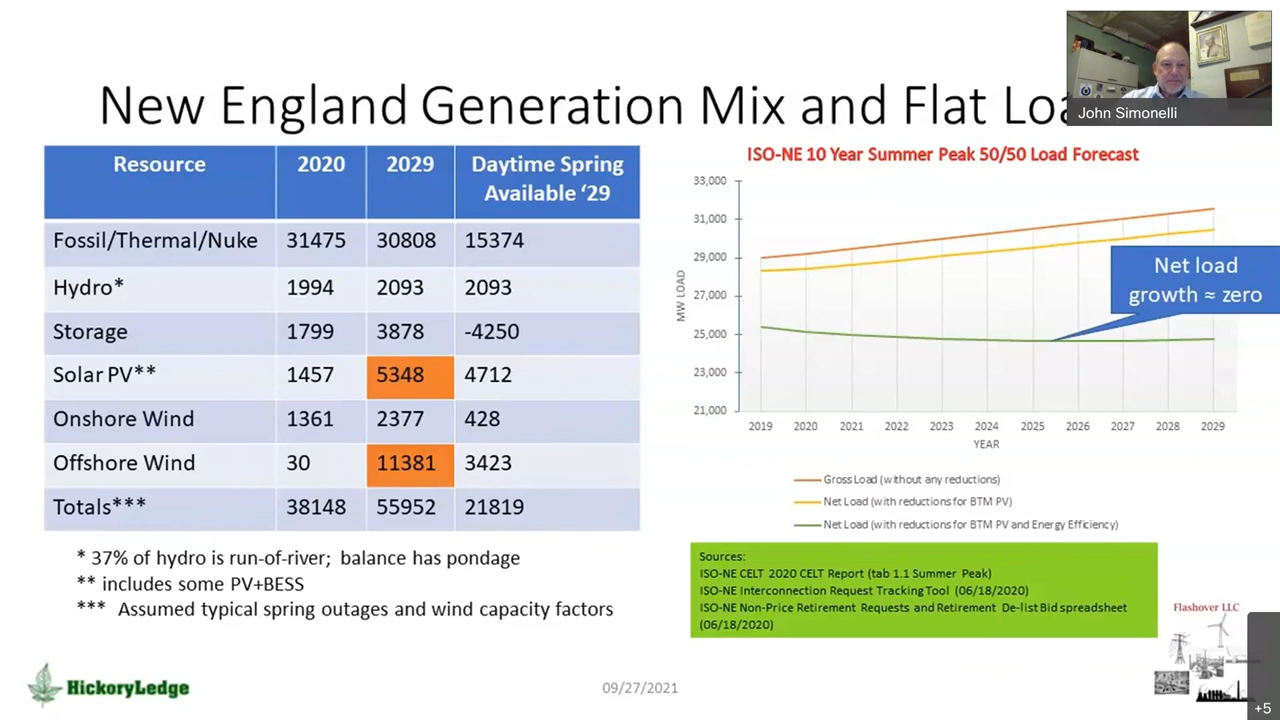 New England Generation Mix and Flat Loa
John Simonelli
Resource 2020 2029 Daytime Spring Available ‘29
Fossil/Thermal/Nuke 31475 30808 15374
Hydro* 1994 2093 2093
Storage 1799 3878 -4250
Solar PV** 1457 5348 4712
Onshore Wind 1361 2377 428
Offshore Wind 30 11381 3423
Totals*** 38148 55952 21819
* 37% of hydro is run-of-river; balance has pondage
** includes some PV+BESS
*** Assumed typical spring outages and wind capacity factors
ISO-NE 10 Year Summer Peak 50/50 Load Forecast
33,000
31,000
29,000
27,000
25,000
23,000
21,000
MW LOAD
2019 2020 2021 2022 2023 2024 2025 2026 2027 2028 2029
YEAR
Net load
growth ≈ zero
Gross Load (without any reductions)
Net Load (with reductions for BTM PV)
Net Load (with reductions for BTM PV and Energy Efficiency)
Sources:
ISO-NE CELT 2020 CELT Report (tab 1.1 Summer Peak)
ISO-NE Interconnection Request Tracking Tool (06/18/2020)
ISO-NE Non-Price Retirement Requests and Retirement De-list Bid spreadsheet
(06/18/2020)
Flashover LLC
HickoryLedge
09/27/2021
+5